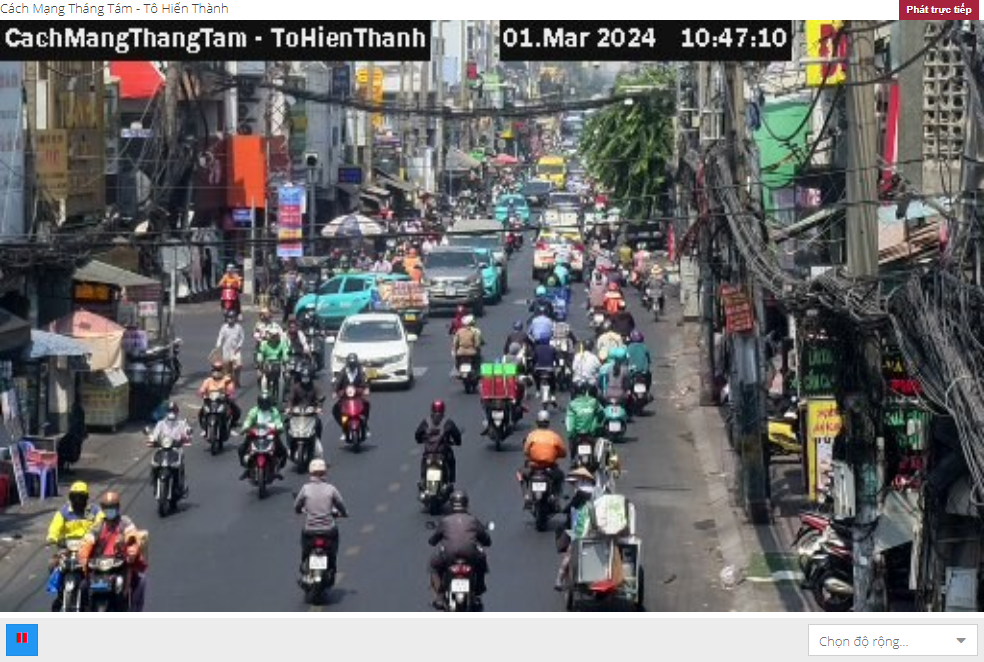 Cách Mạng Tháng Tám - Tô Hiến Thành
Phát trực tiếp
CachMangThangTam - ToHienThanh
01.Mar 2024 10:47:10
Chọn độ rộng...